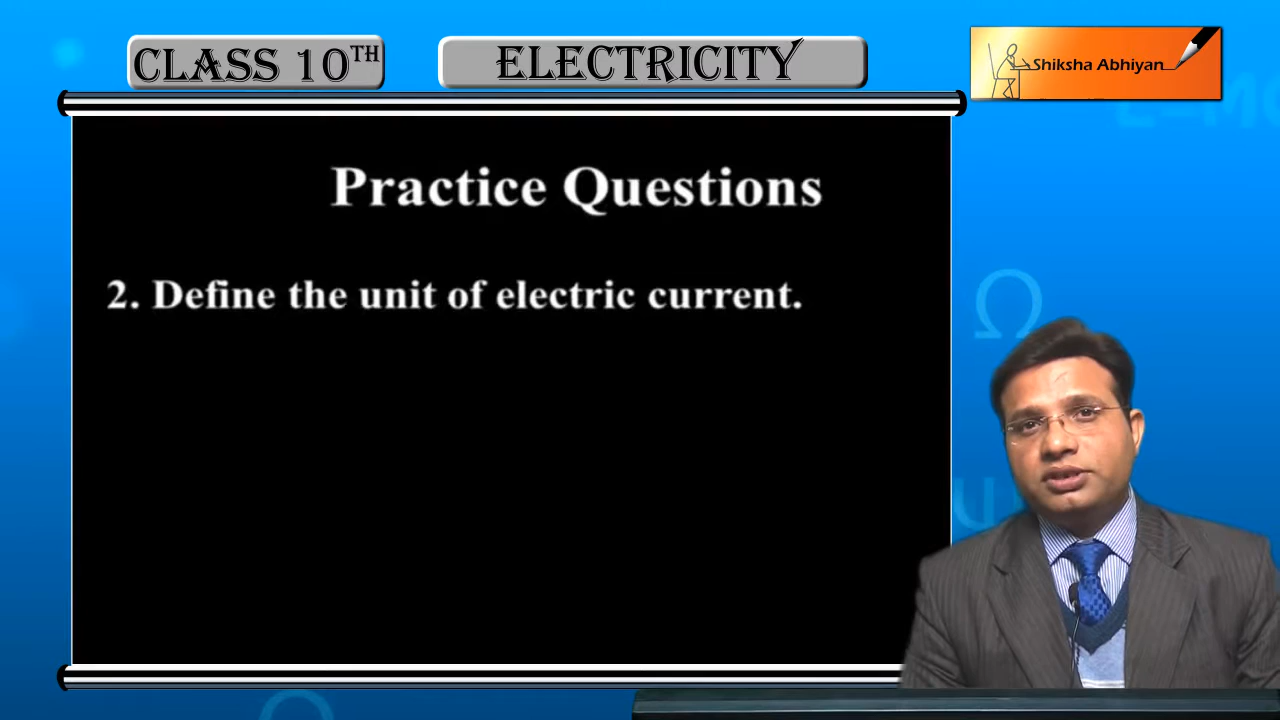 CLASS 10TH
ELECTRICITY
Shiksha Abhiyan
Practice Questions
2. Define the unit of electric current.
Ω
Ω